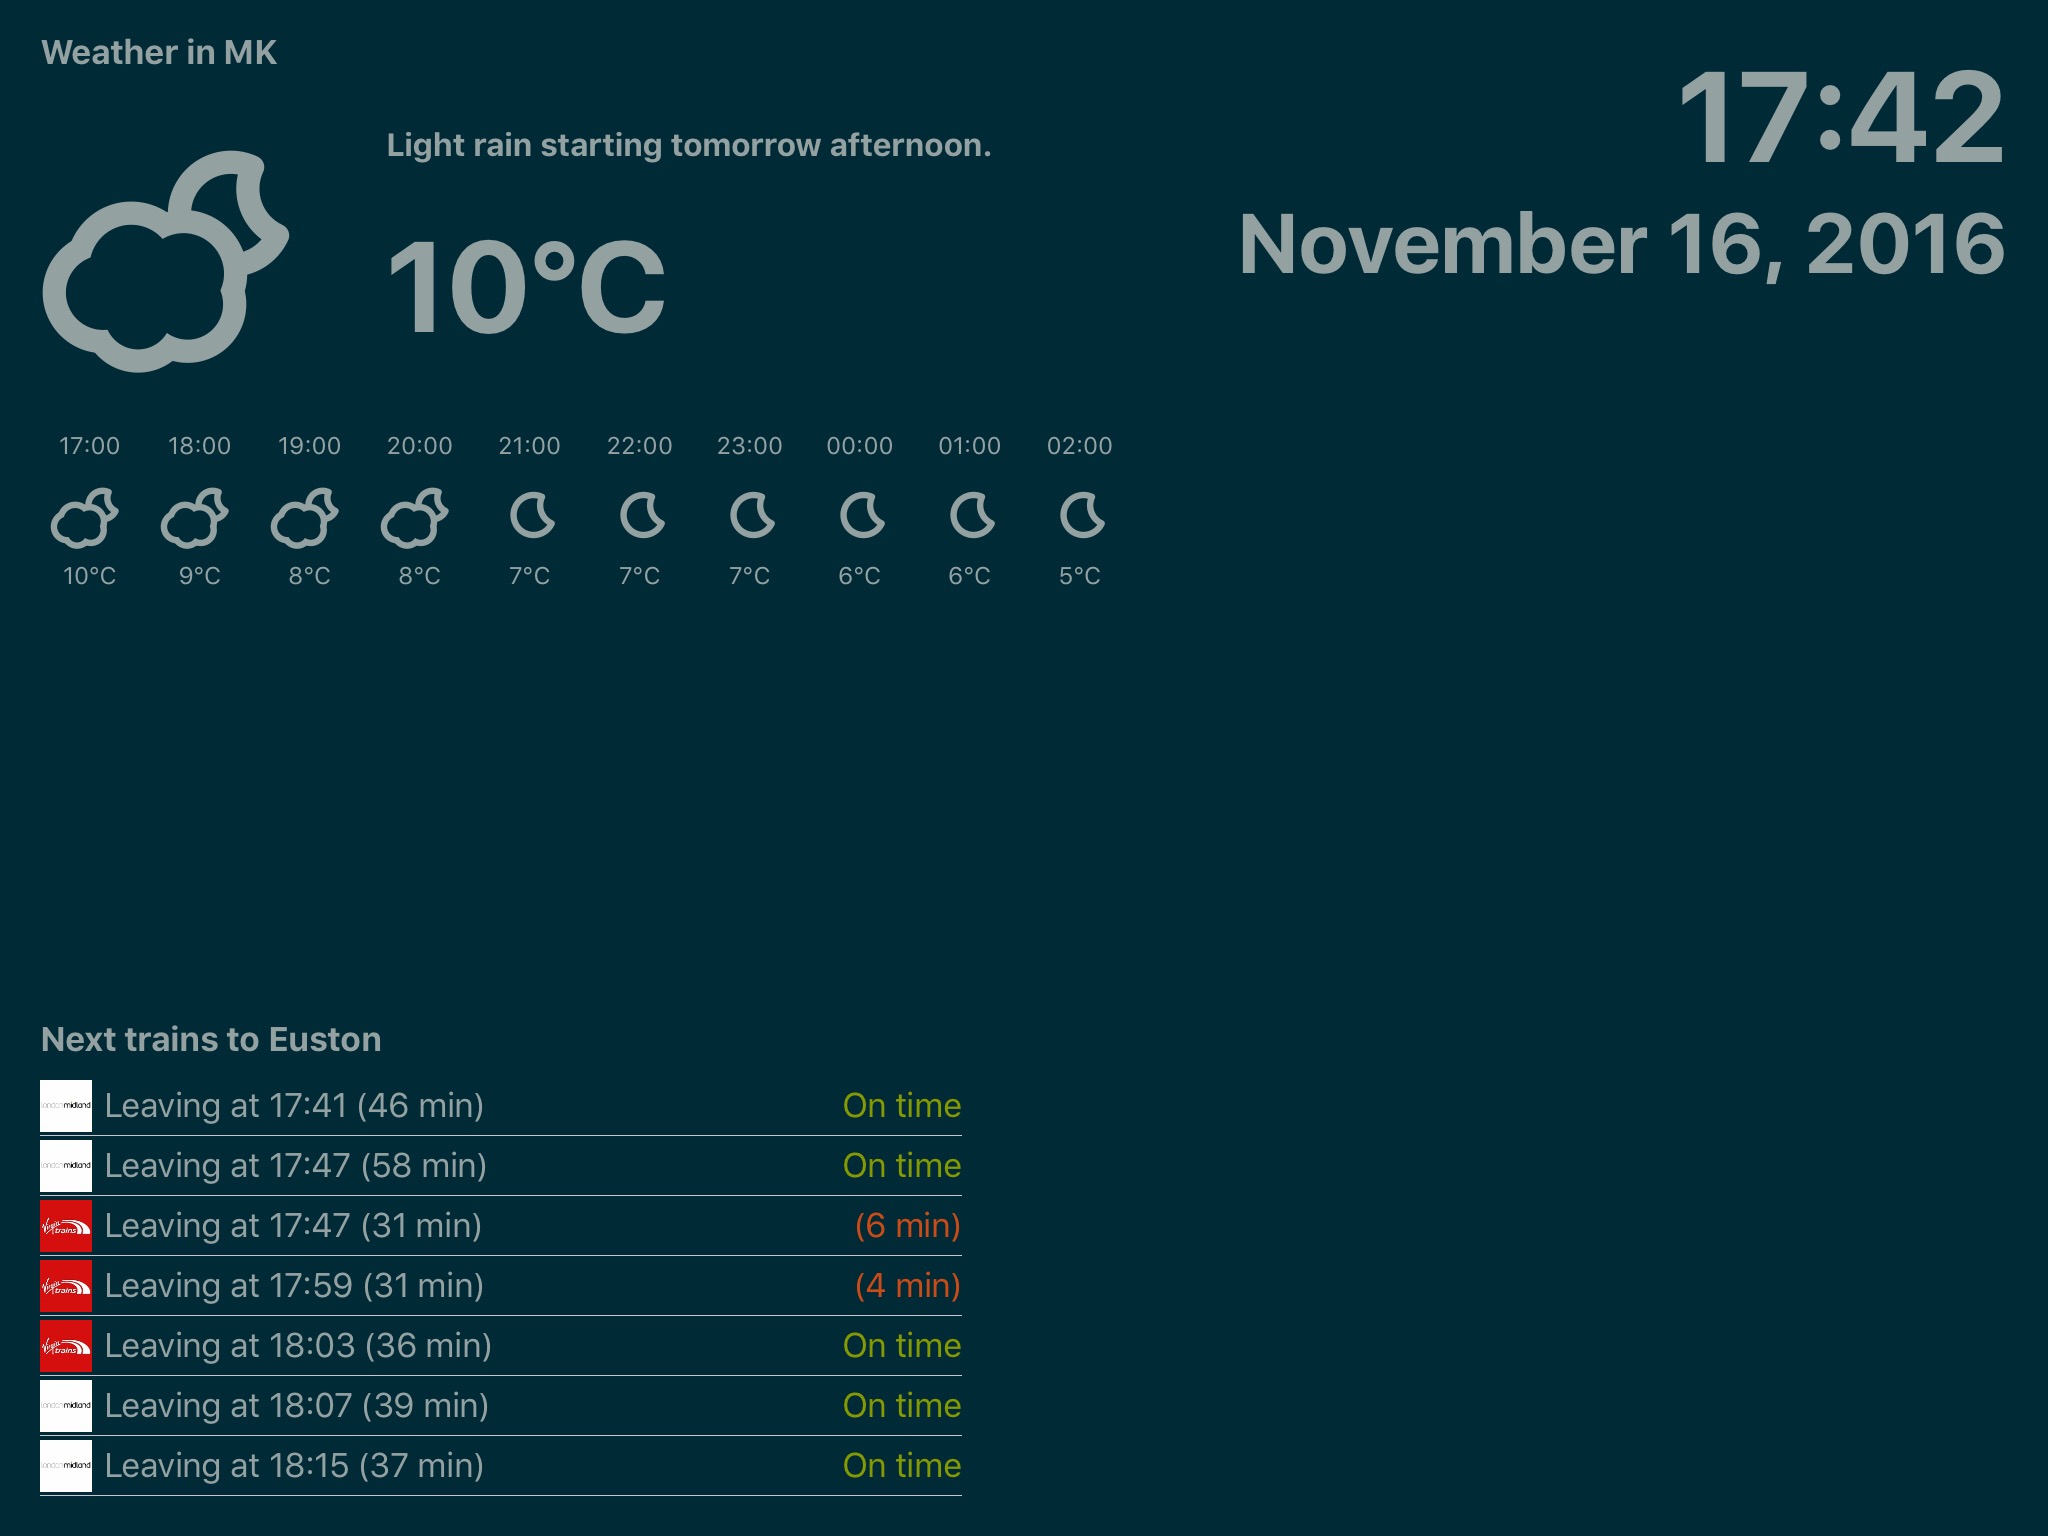 Weather in MK
17:42
November 16, 2016
Light rain starting tomorrow afternoon.
10°C
17:00 18:00 19:00 20:00 21:00 22:00 23:00 00:00 01:00 02:00
10°C 9°C 8°C 8°C 7°C 7°C 7°C 6°C 6°C 5°C
Next trains to Euston
londonmidland Leaving at 17:41 (46 min) On time
londonmidland Leaving at 17:47 (58 min) On time
Virgin trains Leaving at 17:47 (31 min) (6 min)
Virgin trains Leaving at 17:59 (31 min) (4 min)
Virgin trains Leaving at 18:03 (36 min) On time
londonmidland Leaving at 18:07 (39 min) On time
londonmidland Leaving at 18:15 (37 min) On time